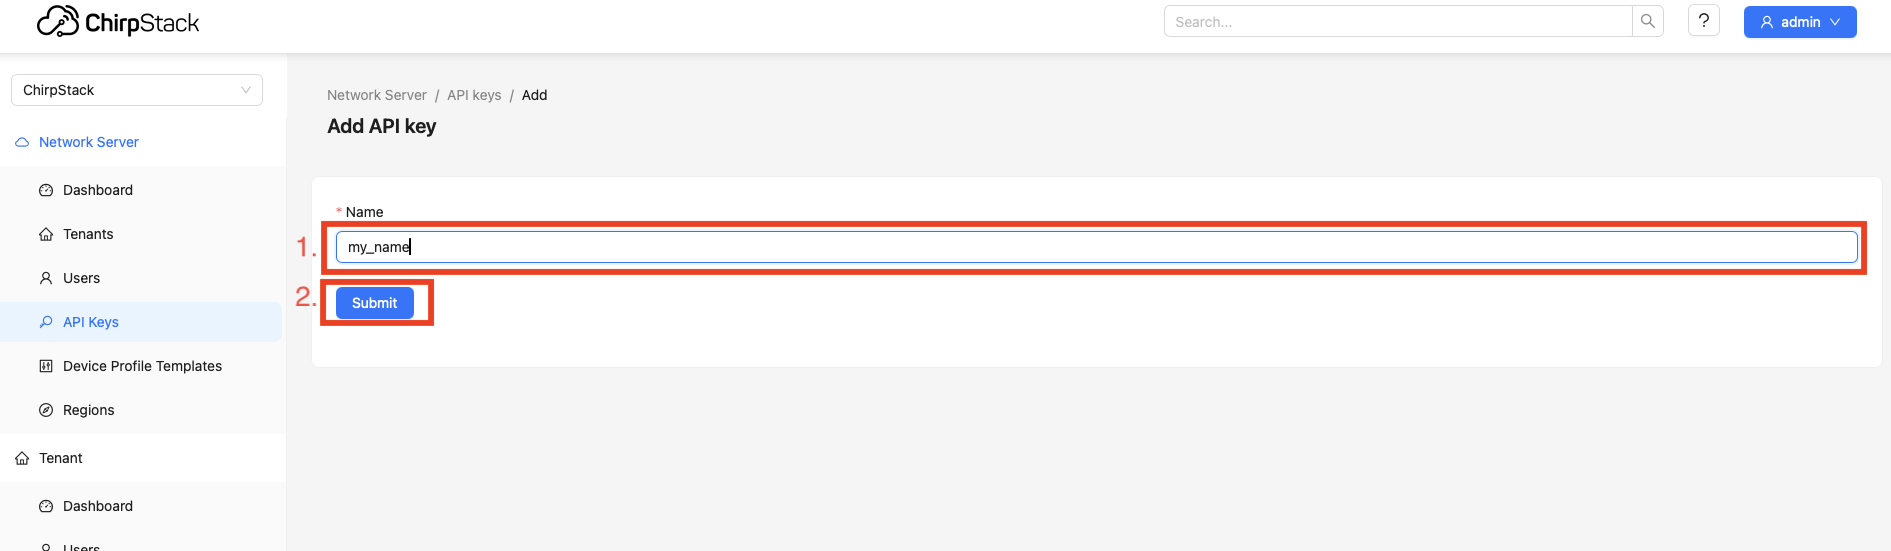 ChirpStack
Search...
?
admin
ChirpStack
Network Server
Dashboard
Tenants
Users
API Keys
Device Profile Templates
Regions
Tenant
Dashboard
Users
Network Server / API keys / Add
Add API key
* Name
1. my_name
2. Submit